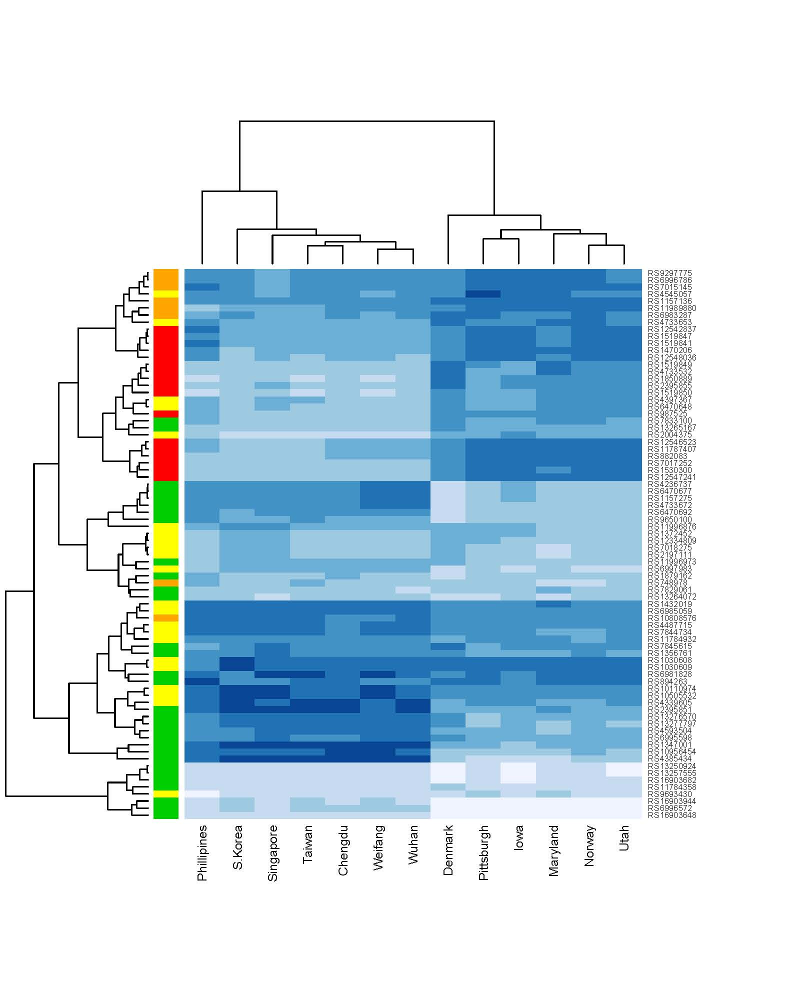 RS9297775
RS6996786
RS7015145
RS4545057
RS1157136
RS11989880
RS6983287
RS4733653
RS12542837
RS1519847
RS1519841
RS1470206
RS12548036
RS1519849
RS4733532
RS1850889
RS2395855
RS1519850
RS4397367
RS6470648
RS987525
RS7833100
RS13265167
RS2004375
RS12546523
RS11787407
RS882083
RS7017252
RS1530300
RS12547241
RS4236737
RS6470677
RS1157275
RS4733672
RS6470692
RS9650100
RS11996876
RS1372452
RS12334809
RS7018275
RS2197111
RS11996973
RS6997983
RS1879162
RS748978
RS7829061
RS13264072
RS1432019
RS6985059
RS10808576
RS4487715
RS7844734
RS11784932
RS7845615
RS1356761
RS1030608
RS1030609
RS6981828
RS894263
RS10110974
RS10505532
RS4339605
RS2395851
RS13276570
RS13277797
RS4593504
RS6995598
RS1347001
RS10956454
RS4385434
RS13250924
RS13257555
RS16903682
RS11784358
RS9693430
RS16903944
RS6996572
RS16903648
Phillipines
S.Korea
Singapore
Taiwan
Chengdu
Weifang
Wuhan
Denmark
Pittsburgh
Iowa
Maryland
Norway
Utah